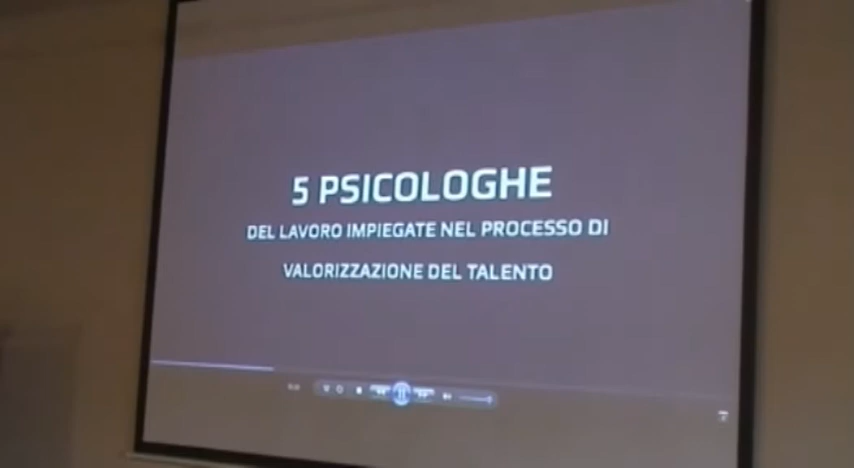 5 PSICOLOGHE
DEL LAVORO IMPIEGATE NEL PROCESSO DI
VALORIZZAZIONE DEL TALENTO